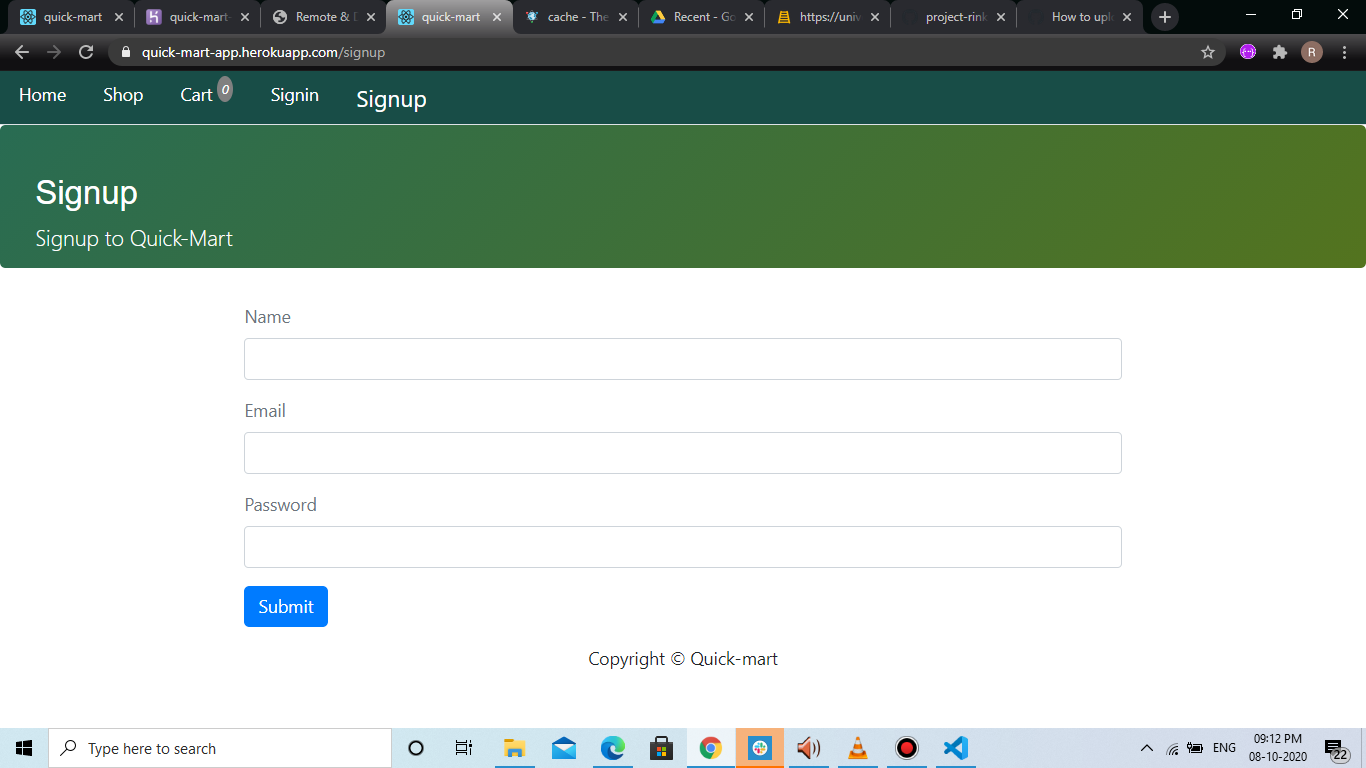 quick-mart
quick-mart-
Remote & D
quick-mart
cache - The
Recent - Go
https://univ
project-rink
How to uplo
quick-mart-app.herokuapp.com/signup
R
Home Shop Cart 0 Signin Signup
Signup
Signup to Quick-Mart
Name
Email
Password
Submit
Copyright © Quick-mart
Type here to search
ENG
09:12 PM
08-10-2020
22